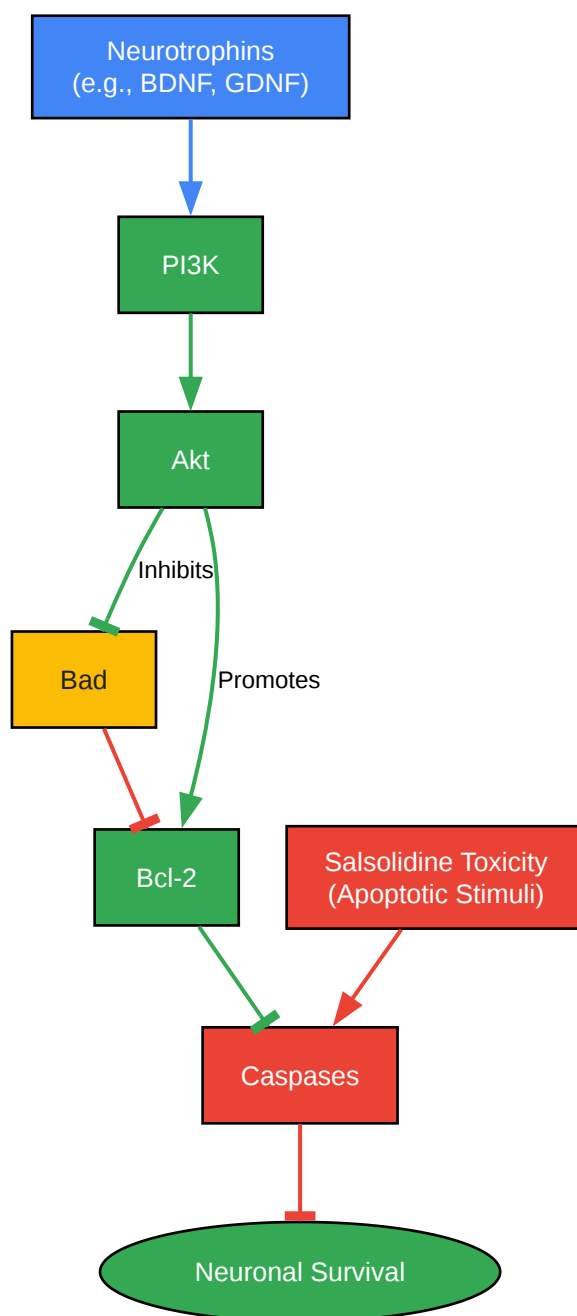 Neurotrophins
(e.g., BDNF, GDNF)
PI3K
Akt
Inhibits
Bad
Promotes
Bcl-2
Salsolidine Toxicity
(Apoptotic Stimuli)
Caspases
Neuronal Survival